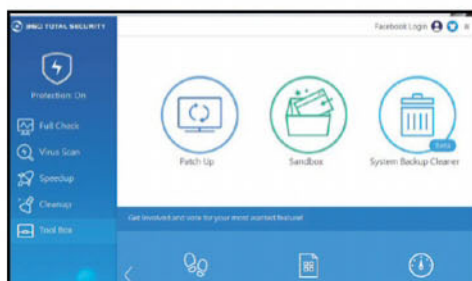 360 TOTAL SECURITY
Facebook Login
Protection: On
Full Check
Virus Scan
Speedup
Cleanup
Tool Box
Patch Up
Sandbox
Beta
System Backup Cleaner
Get involved and vote for your most wanted feature!